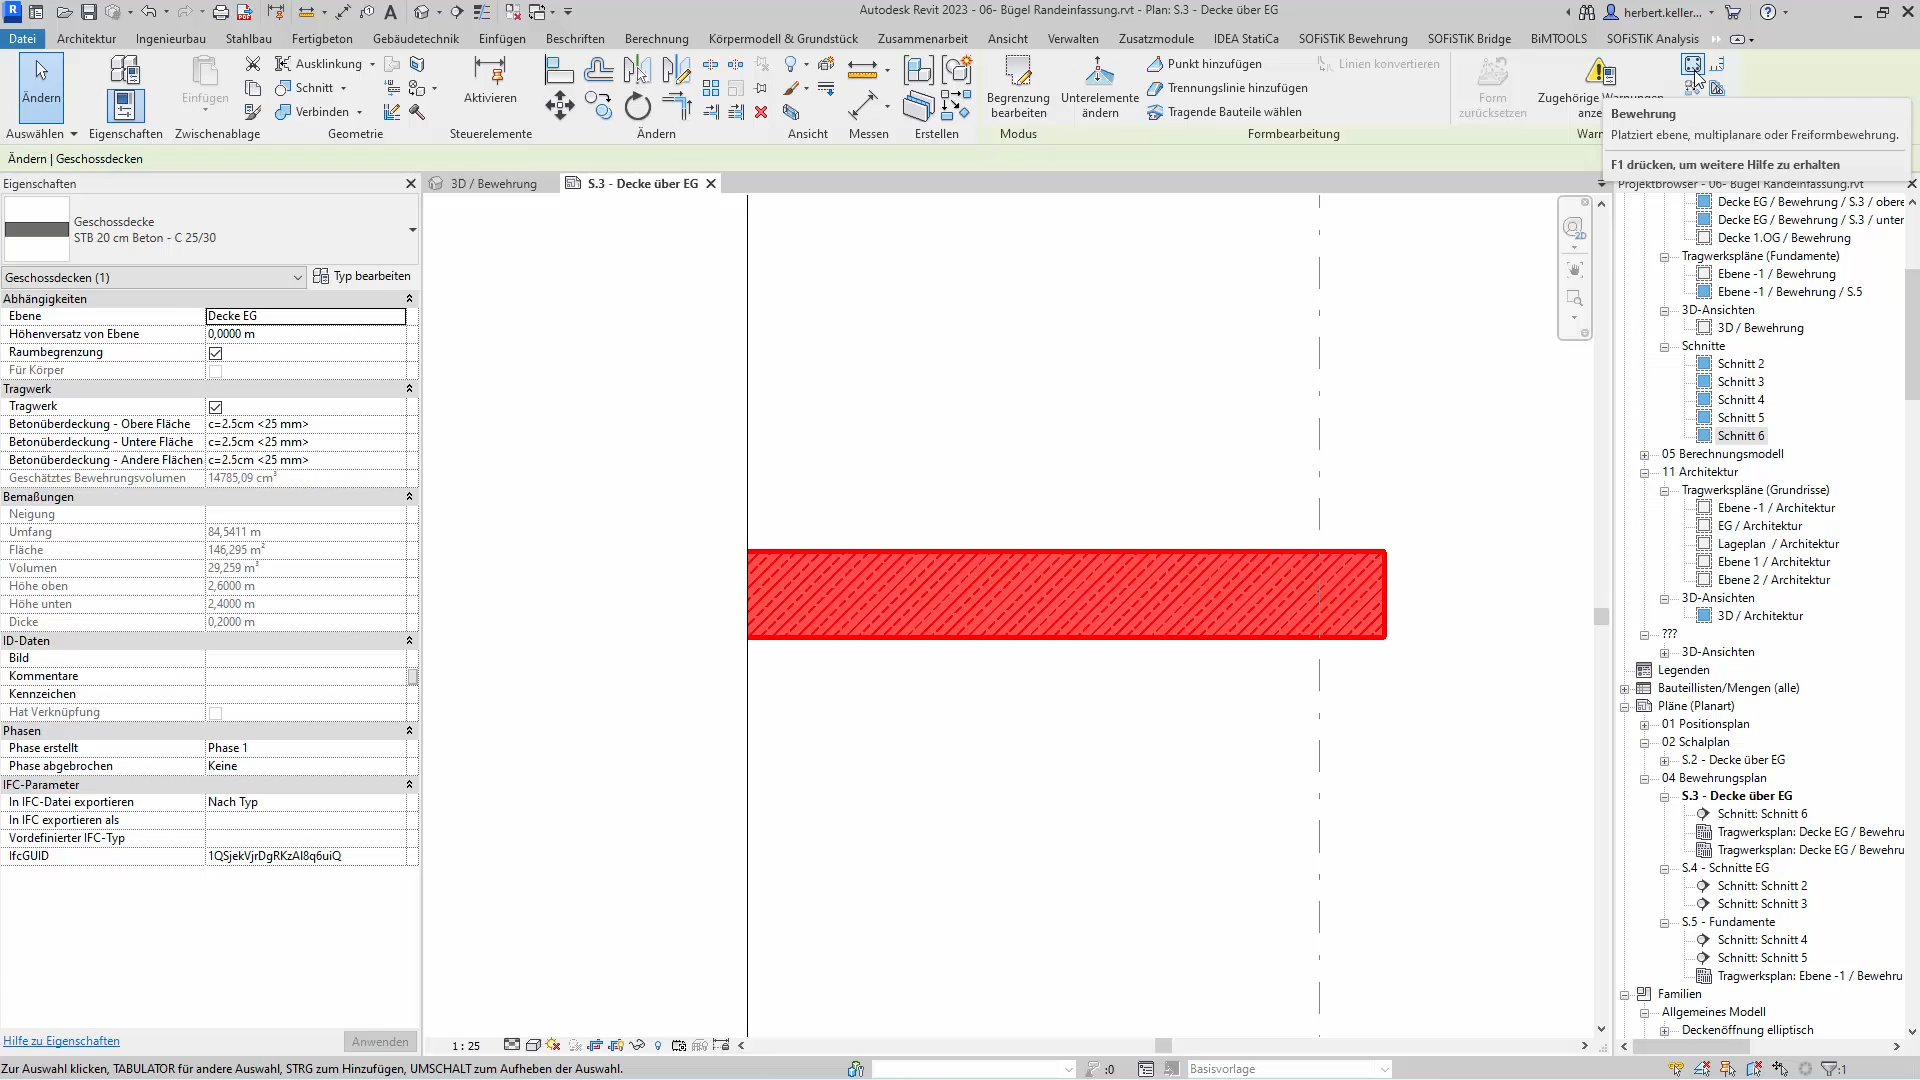 Autodesk Revit 2023 - 06- Bügel Randeinfassung.rvt - Plan: S.3 - Decke über EG
herbert.keller...
Datei Architektur Ingenieurbau Stahlbau Fertigbeton Gebäudetechnik Einfügen Beschriften Berechnung Körpermodell & Grundstück Zusammenarbeit Ansicht Verwalten Zusatzmodule IDEA StatiCa SOFiSTiK Bewehrung SOFiSTiK Bridge BiMTOOLS SOFiSTiK Analysis
Ausklinkung
Schnitt
Verbinden
Ändern
Einfügen
Aktivieren
Begrenzung
bearbeiten
Unterelemente
ändern
Punkt hinzufügen
Trennungslinie hinzufügen
Tragende Bauteile wählen
Linien konvertieren
Form
zurücksetzen
Zugehörige Warnungen
Auswählen Eigenschaften Zwischenablage Geometrie Steuerelemente Ändern Ansicht Messen Erstellen Modus Formbearbeitung
Bewehrung
Platziert ebene, multiplanare oder Freiformbewehrung.
F1 drücken, um weitere Hilfe zu erhalten
Ändern | Geschossdecken
Eigenschaften
3D / Bewehrung
S.3 - Decke über EG
Projektbrowser - 06- Bügel Randeinfassung.rvt
Geschossdecke
STB 20 cm Beton - C 25/30
Geschossdecken (1)
Typ bearbeiten
Abhängigkeiten
Ebene Decke EG
Höhenversatz von Ebene 0,0000 m
Raumbegrenzung
Für Körper
Tragwerk
Tragwerk
Betonüberdeckung - Obere Fläche c=2.5cm <25 mm>
Betonüberdeckung - Untere Fläche c=2.5cm <25 mm>
Betonüberdeckung - Andere Flächen c=2.5cm <25 mm>
Geschätztes Bewehrungsvolumen 14785,09 cm³
Bemaßungen
Neigung
Umfang 84,5411 m
Fläche 146,295 m²
Volumen 29,259 m³
Höhe oben 2,6000 m
Höhe unten 2,4000 m
Dicke 0,2000 m
ID-Daten
Bild
Kommentare
Kennzeichen
Hat Verknüpfung
Phasen
Phase erstellt Phase 1
Phase abgebrochen Keine
IFC-Parameter
In IFC-Datei exportieren Nach Typ
In IFC exportieren als
Vordefinierter IFC-Typ
IfcGUID 1QSjekVjrDgRKzAI8q6uiQ
Hilfe zu Eigenschaften
Anwenden
Decke EG / Bewehrung / S.3 / obere
Decke EG / Bewehrung / S.3 / unter
Decke 1.OG / Bewehrung
Tragwerkspläne (Fundamente)
Ebene -1 / Bewehrung
Ebene -1 / Bewehrung / S.5
3D-Ansichten
3D / Bewehrung
Schnitte
Schnitt 2
Schnitt 3
Schnitt 4
Schnitt 5
Schnitt 6
05 Berechnungsmodell
11 Architektur
Tragwerkspläne (Grundrisse)
Ebene -1 / Architektur
EG / Architektur
Lageplan / Architektur
Ebene 1 / Architektur
Ebene 2 / Architektur
3D-Ansichten
3D / Architektur
???
3D-Ansichten
Legenden
Bauteillisten/Mengen (alle)
Pläne (Planart)
01 Positionsplan
02 Schalplan
S.2 - Decke über EG
04 Bewehrungsplan
S.3 - Decke über EG
Schnitt: Schnitt 6
Tragwerksplan: Decke EG / Bewehru
Tragwerksplan: Decke EG / Bewehru
S.4 - Schnitte EG
Schnitt: Schnitt 2
Schnitt: Schnitt 3
S.5 - Fundamente
Schnitt: Schnitt 4
Schnitt: Schnitt 5
Tragwerksplan: Ebene -1 / Bewehru
Familien
Allgemeines Modell
Deckenöffnung elliptisch
1 : 25
Zur Auswahl klicken, TABULATOR für andere Auswahl, STRG zum Hinzufügen, UMSCHALT zum Aufheben der Auswahl.
:0
Basisvorlage
:1